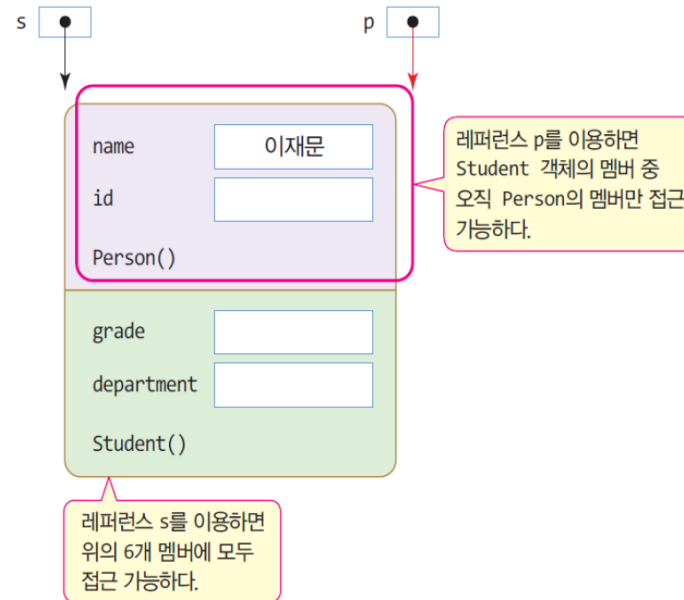 s
p
name 이재문
id
Person()
레퍼런스 p를 이용하면
Student 객체의 멤버 중
오직 Person의 멤버만 접근
가능하다.
grade
department
Student()
레퍼런스 s를 이용하면
위의 6개 멤버에 모두
접근 가능하다.